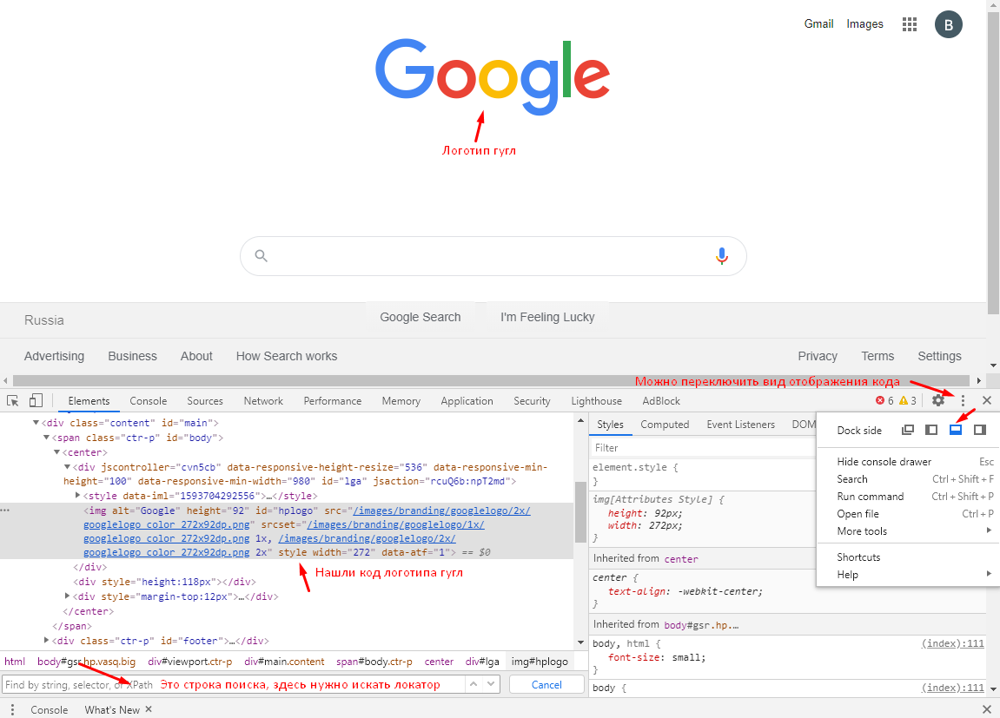 Gmail Images B
Google
Логотип гугл
Russia
Google Search I'm Feeling Lucky
Advertising Business About How Search works Privacy Terms Settings
Можно переключить вид отображения кода
Elements Console Sources Network Performance Memory Application Security Lighthouse AdBlock 6 3
<div class="content" id="main">
<span class="ctr-p" id="body">
<center>
<div jscontroller="cvn5cb" data-responsive-height-resize="536" data-responsive-min-
height="100" data-responsive-min-width="980" id="lga" jsaction="rcuQ6b:npT2md">
<style data-iml="1593704292556">…</style>
<img alt="Google" height="92" id="hplogo" src="/images/branding/googlelogo/2x/
googlelogo_color_272x92dp.png" srcset="/images/branding/googlelogo/1x/
googlelogo_color_272x92dp.png 1x, /images/branding/googlelogo/2x/
googlelogo_color_272x92dp.png 2x" style width="272" data-atf="1"> == $0
Нашли код логотипа гугл
</div>
<div style="height:118px"></div>
<div style="margin-top:12px">…</div>
</center>
</span>
<div class="ctr-p" id="footer">…</div>
html body#gsr.hp.vasq.big div#viewport.ctr-p div#main.content span#body.ctr-p center div#lga img#hplogo
Find by string, selector, or XPath Это строка поиска, здесь нужно искать локатор Cancel
Styles Computed Event Listeners DOM
Filter
element.style {
}
img[Attributes Style] {
height: 92px;
width: 272px;
}
Inherited from center
center {
text-align: -webkit-center;
}
Inherited from body#gsr.hp.…
body, html { (index):111
font-size: small;
}
body { (index):111
Dock side
Hide console drawer Esc
Search Ctrl + Shift + F
Run command Ctrl + Shift + P
Open file Ctrl + P
More tools
Shortcuts
Help
Console What's New